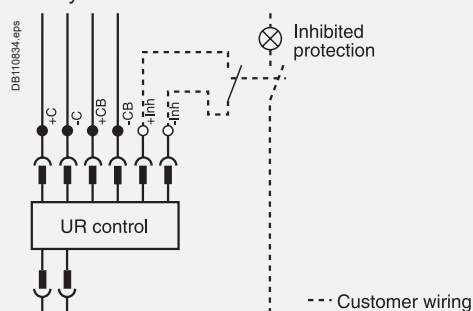 DB110834.eps
Inhibited
protection
+C
-C
+CB
-CB
+Inh
-Inh
UR control
Customer wiring